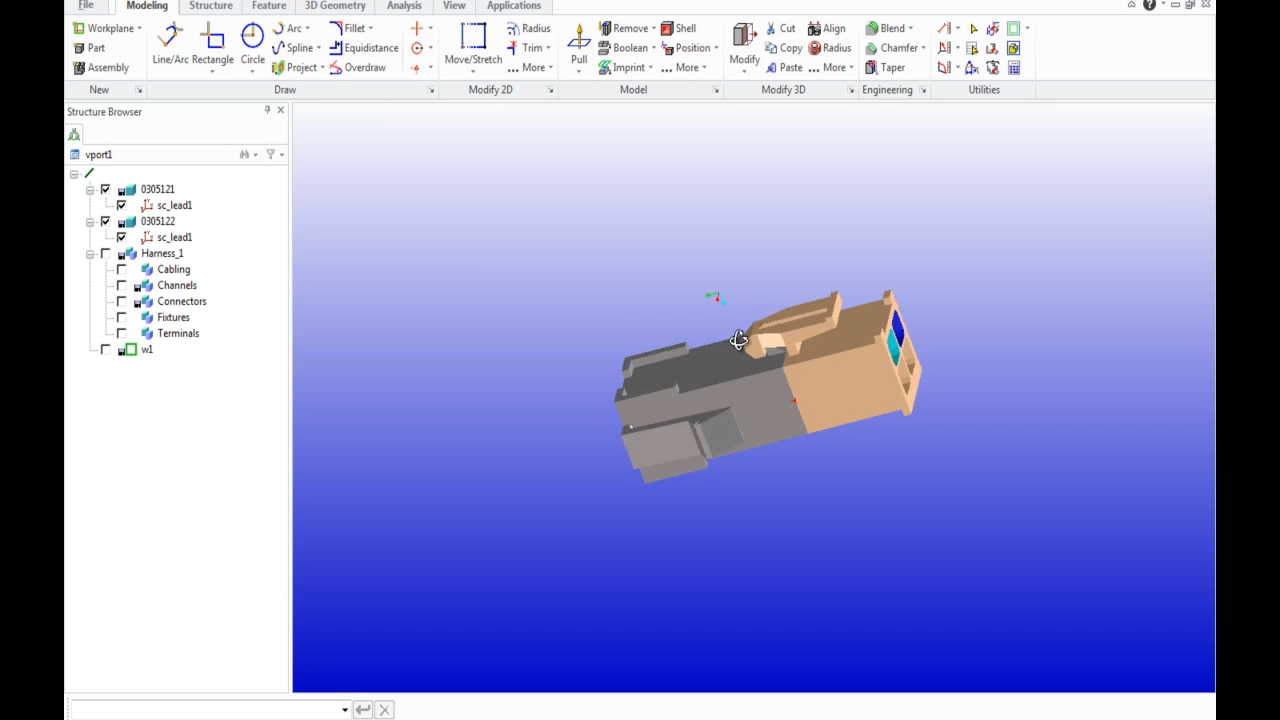 File Modeling Structure Feature 3D Geometry Analysis View Applications
Workplane Arc Fillet Radius Remove Shell Cut Align Blend
Part Line/Arc Rectangle Circle Spline Equidistance Move/Stretch Trim Pull Boolean Position Modify Copy Radius Chamfer
Assembly Project Overdraw More Imprint More Paste More Taper
New Draw Modify 2D Model Modify 3D Engineering Utilities
Structure Browser
vport1
0305121
sc_lead1
0305122
sc_lead1
Harness_1
Cabling
Channels
Connectors
Fixtures
Terminals
w1